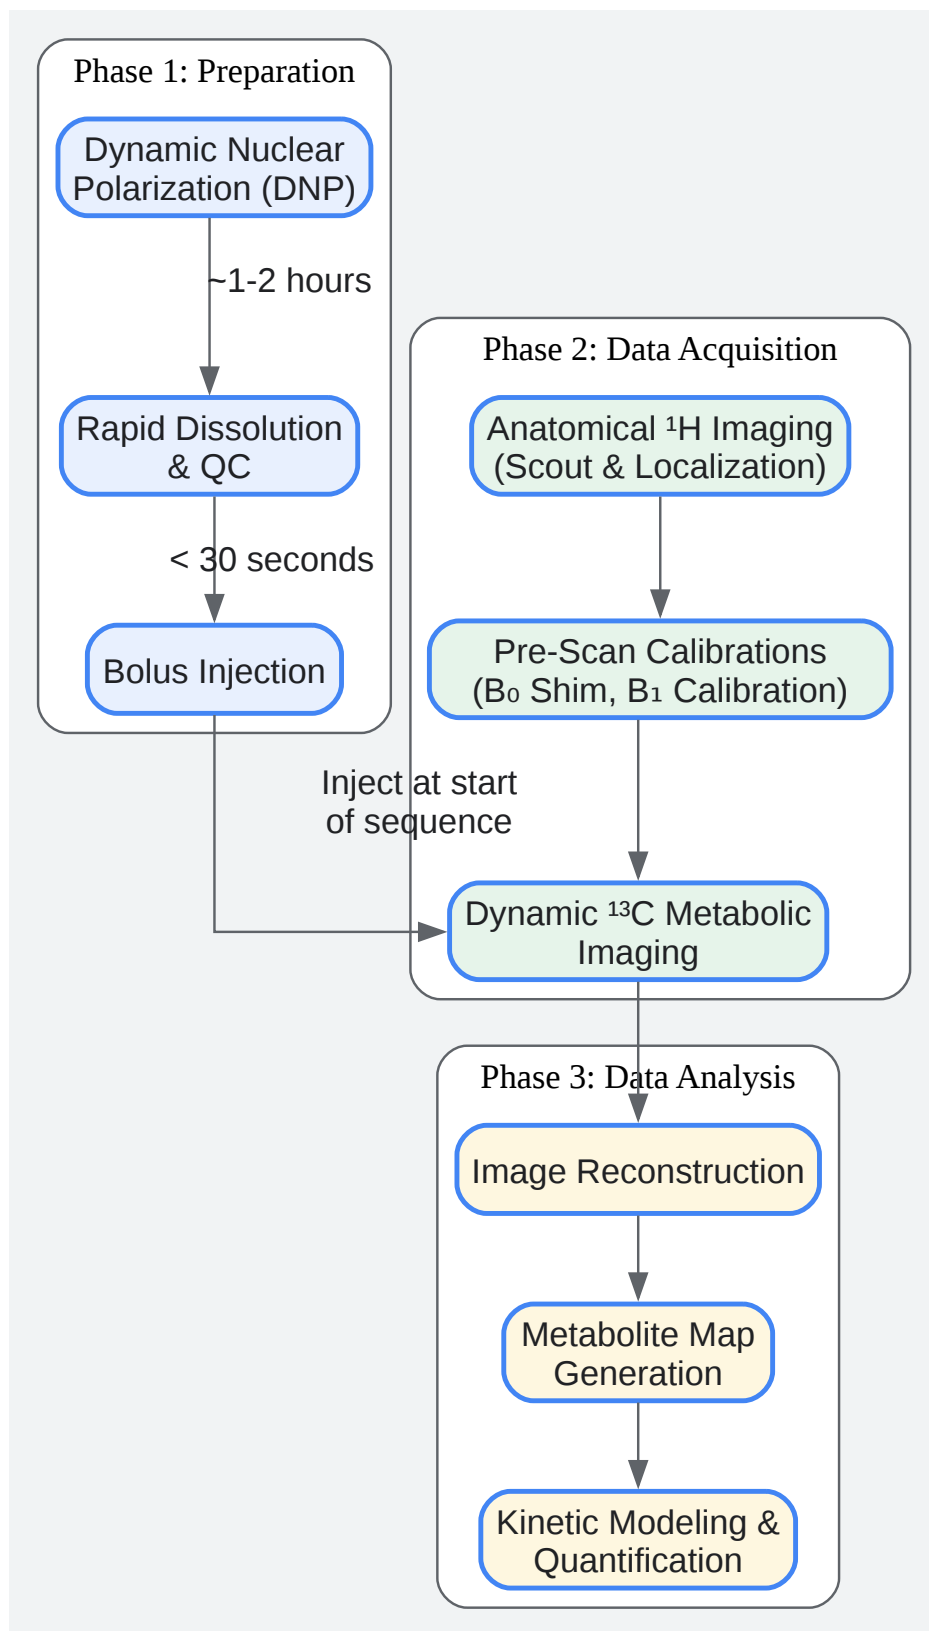 Phase 1: Preparation
Dynamic Nuclear
Polarization (DNP)
~1-2 hours
Rapid Dissolution
& QC
< 30 seconds
Bolus Injection
Inject at start
of sequence
Phase 2: Data Acquisition
Anatomical ¹H Imaging
(Scout & Localization)
Pre-Scan Calibrations
(B₀ Shim, B₁ Calibration)
Dynamic ¹³C Metabolic
Imaging
Phase 3: Data Analysis
Image Reconstruction
Metabolite Map
Generation
Kinetic Modeling &
Quantification